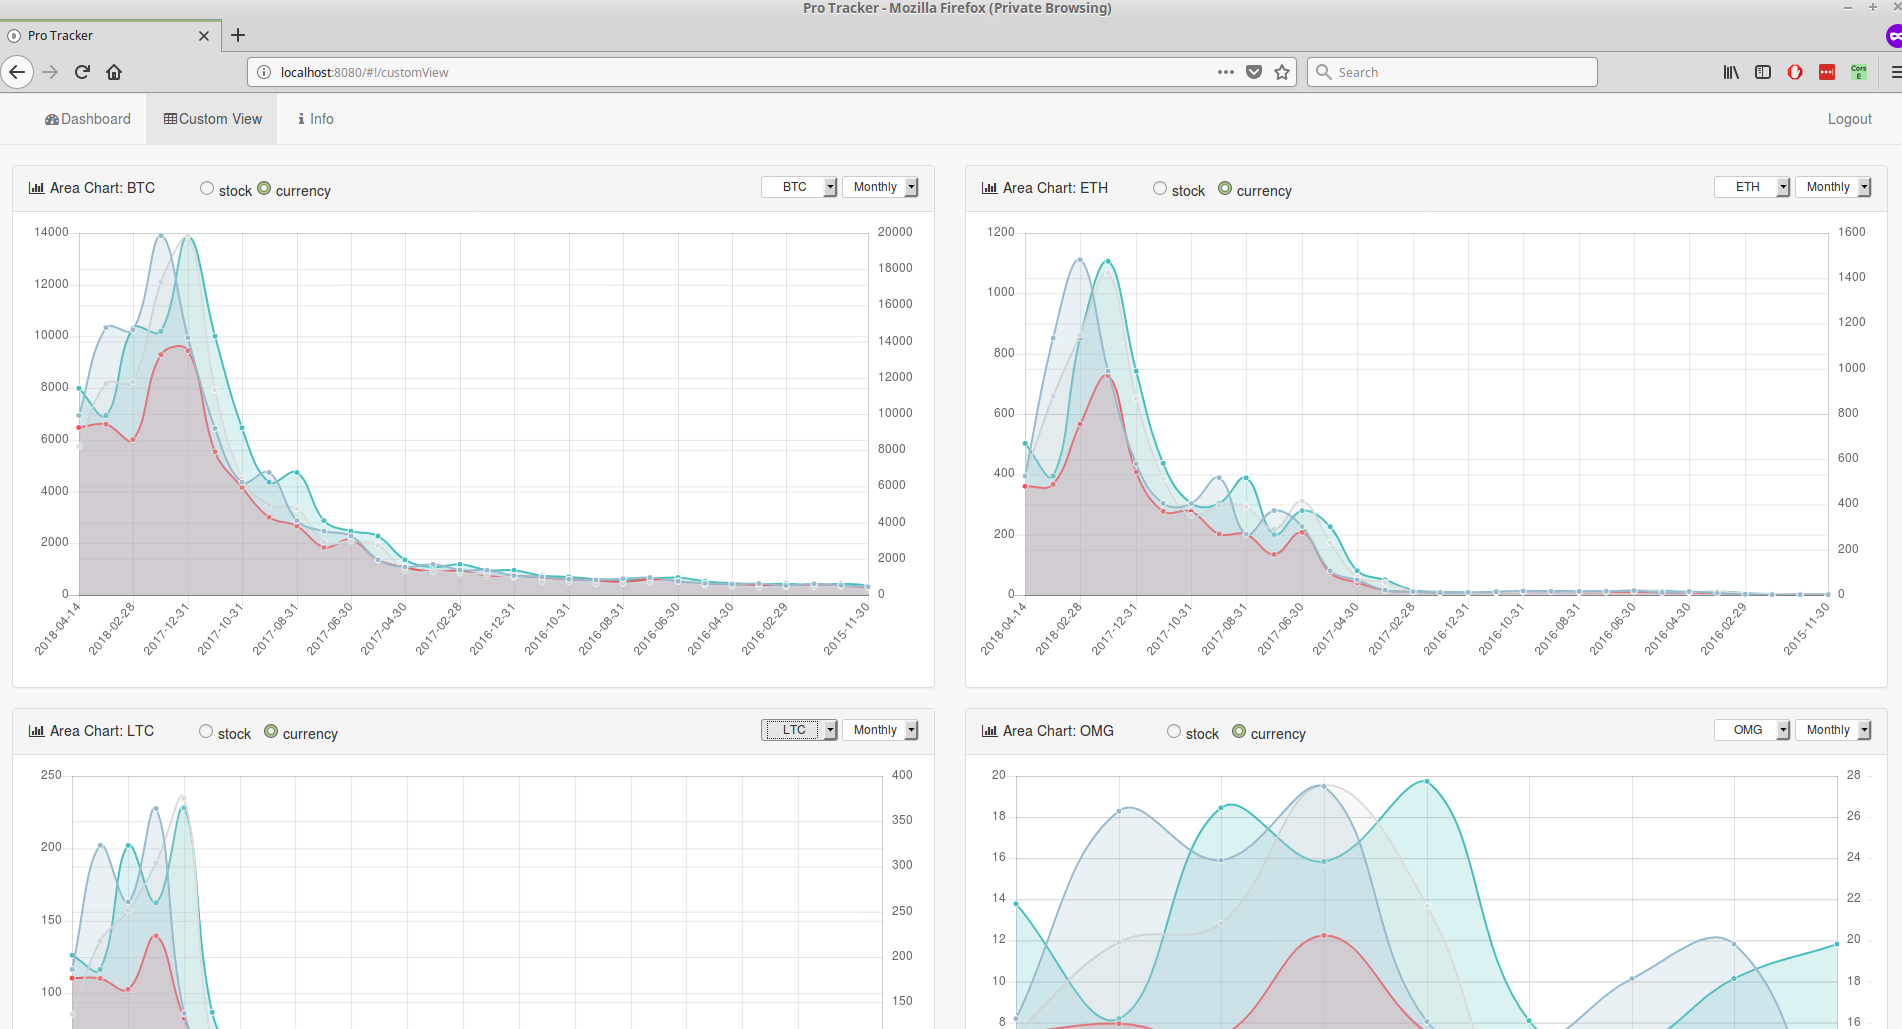 Pro Tracker - Mozilla Firefox (Private Browsing)
Pro Tracker
localhost:8080/#!/customView
Search
Cors
E
Dashboard
Custom View
Info
Logout
Area Chart: BTC
stock
currency
BTC
Monthly
14000
12000
10000
8000
6000
4000
2000
0
20000
18000
16000
14000
12000
10000
8000
6000
4000
2000
0
2018-04-14
2018-02-28
2017-12-31
2017-10-31
2017-08-31
2017-06-30
2017-04-30
2017-02-28
2016-12-31
2016-10-31
2016-08-31
2016-06-30
2016-04-30
2016-02-29
2015-11-30
Area Chart: ETH
stock
currency
ETH
Monthly
1200
1000
800
600
400
200
0
1600
1400
1200
1000
800
600
400
200
0
2018-04-14
2018-02-28
2017-12-31
2017-10-31
2017-08-31
2017-06-30
2017-04-30
2017-02-28
2016-12-31
2016-10-31
2016-08-31
2016-06-30
2016-04-30
2016-02-29
2015-11-30
Area Chart: LTC
stock
currency
LTC
Monthly
250
200
150
100
400
350
300
250
200
150
Area Chart: OMG
stock
currency
OMG
Monthly
20
18
16
14
12
10
8
28
26
24
22
20
18
16